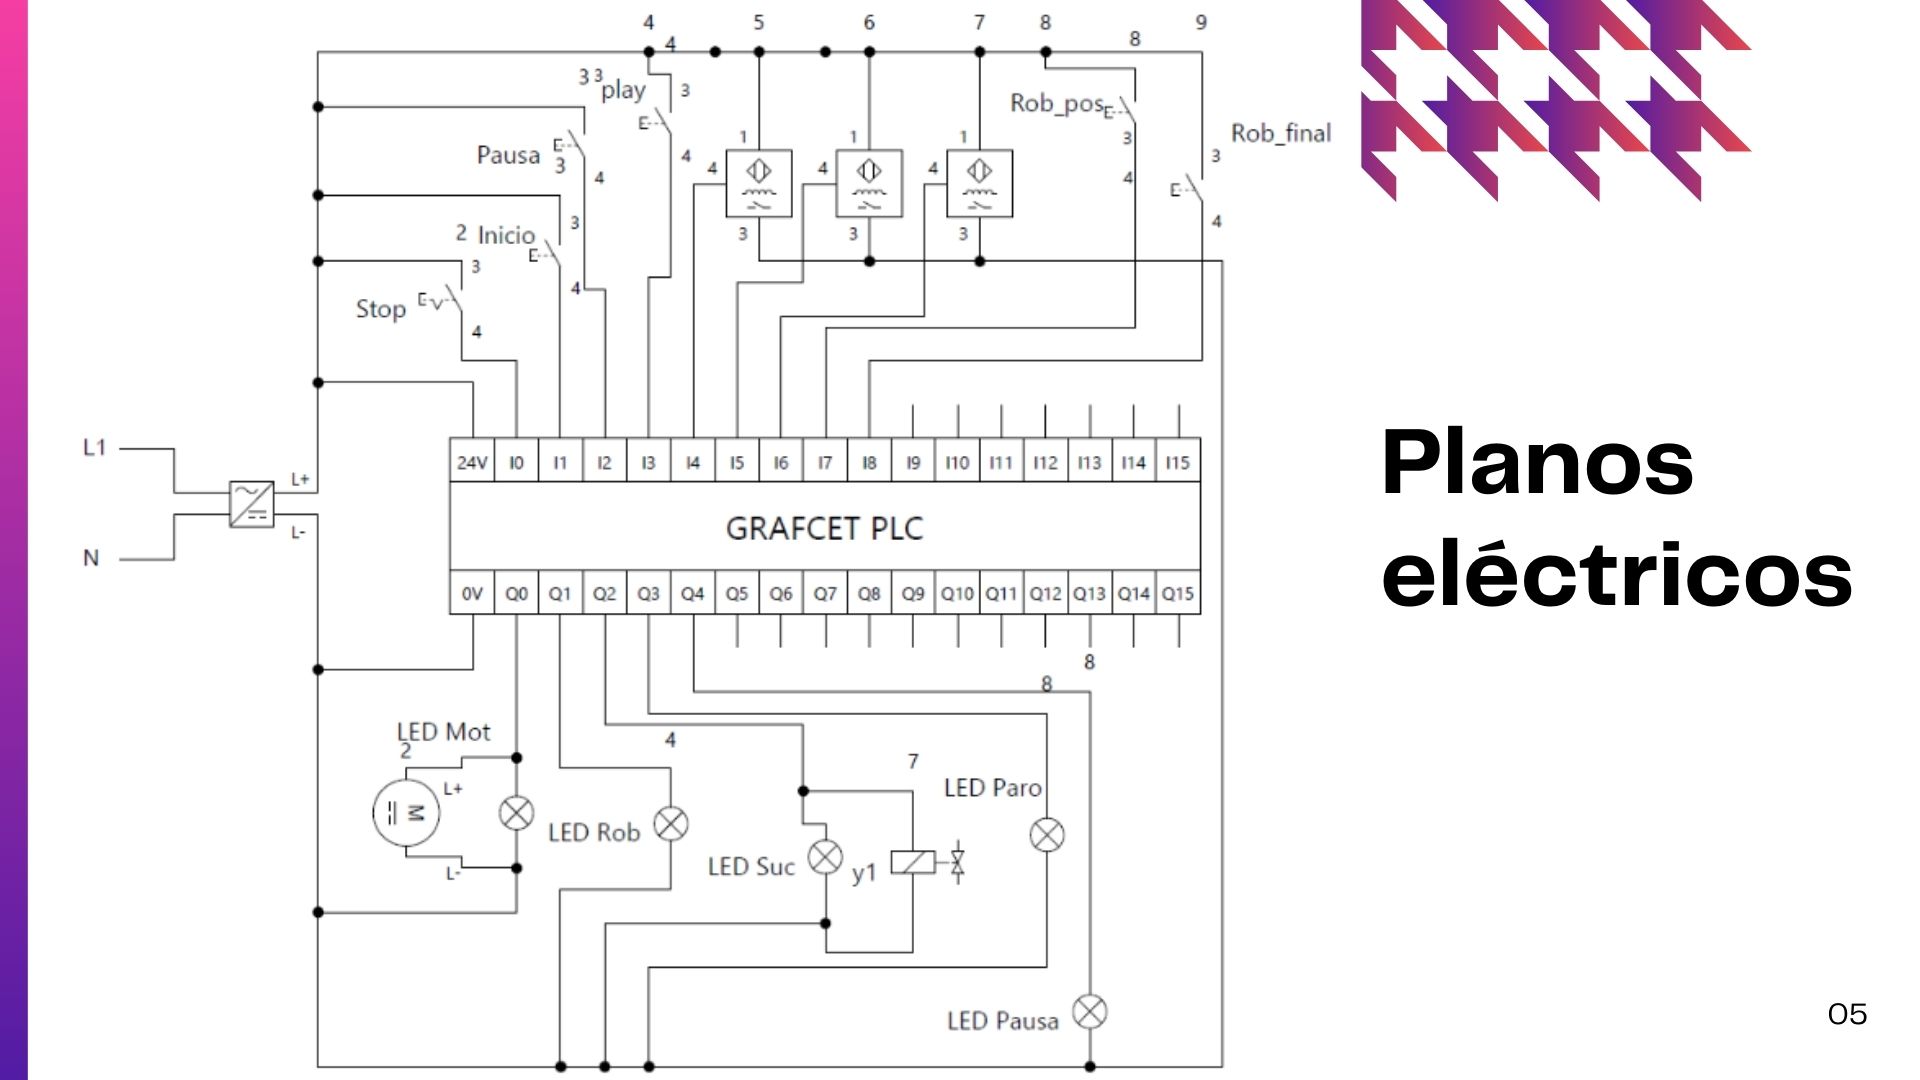 4 5 6 7 8 9
4 8
3 3 play 3
Rob_pos
Rob_final
Pausa 3 4 4
1 1 1 3
4 4 4 3 4
3 3 3 4
2 Inicio 3
3 4
Stop 4
L1
N
L+
L-
24V I0 I1 I2 I3 I4 I5 I6 I7 I8 I9 I10 I11 I12 I13 I14 I15
GRAFCET PLC
0V Q0 Q1 Q2 Q3 Q4 Q5 Q6 Q7 Q8 Q9 Q10 Q11 Q12 Q13 Q14 Q15
8
8
LED Mot
2
4
7
L+
M
L-
LED Rob
LED Suc
y1
LED Paro
LED Pausa
Planos
eléctricos
05